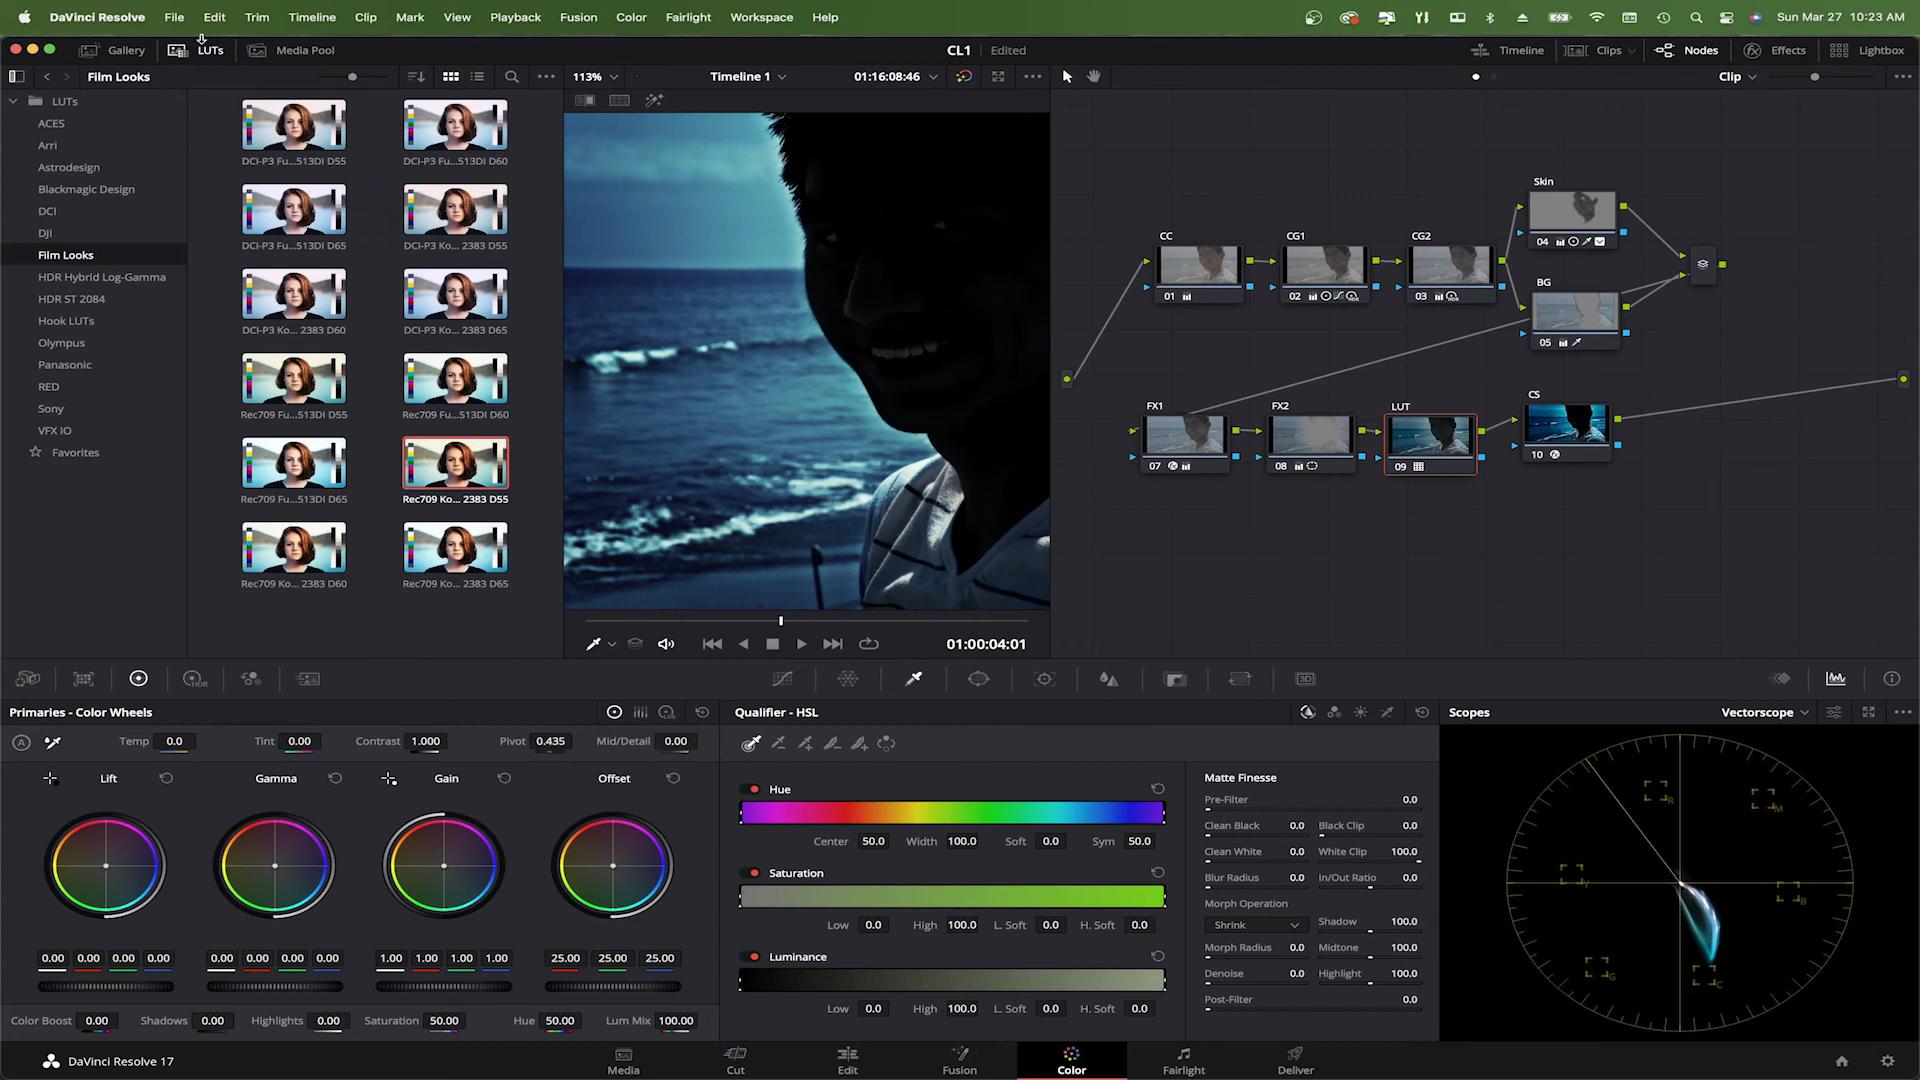 DaVinci Resolve File Edit Trim Timeline Clip Mark View Playback Fusion Color Fairlight Workspace Help Sun Mar 27 10:23 AM
Gallery LUTs Media Pool CL1 Edited Timeline Clips Nodes Effects Lightbox
Film Looks 113% Timeline 1 01:16:08:46 Clip
LUTs
ACES
Arri
Astrodesign
Blackmagic Design
DCI
DJI
Film Looks
HDR Hybrid Log-Gamma
HDR ST 2084
Hook LUTs
Olympus
Panasonic
RED
Sony
VFX IO
Favorites
DCI-P3 Fu...513DI D55 DCI-P3 Fu...513DI D60
DCI-P3 Fu...513DI D65 DCI-P3 Ko... 2383 D55
DCI-P3 Ko... 2383 D60 DCI-P3 Ko... 2383 D65
Rec709 Fu...513DI D55 Rec709 Fu...513DI D60
Rec709 Fu...513DI D65 Rec709 Ko... 2383 D55
Rec709 Ko... 2383 D60 Rec709 Ko... 2383 D65
01:00:04:01
Skin
04
CC CG1 CG2
01 02 03
BG
05
FX1 FX2 LUT CS
07 08 09 10
Primaries - Color Wheels
Temp 0.0 Tint 0.00 Contrast 1.000 Pivot 0.435 Mid/Detail 0.00
Lift Gamma Gain Offset
0.00 0.00 0.00 0.00 0.00 0.00 0.00 0.00 1.00 1.00 1.00 1.00 25.00 25.00 25.00
Color Boost 0.00 Shadows 0.00 Highlights 0.00 Saturation 50.00 Hue 50.00 Lum Mix 100.00
Qualifier - HSL
Hue
Center 50.0 Width 100.0 Soft 0.0 Sym 50.0
Saturation
Low 0.0 High 100.0 L. Soft 0.0 H. Soft 0.0
Luminance
Low 0.0 High 100.0 L. Soft 0.0 H. Soft 0.0
Matte Finesse
Pre-Filter 0.0
Clean Black 0.0 Black Clip 0.0
Clean White 0.0 White Clip 100.0
Blur Radius 0.0 In/Out Ratio 0.0
Morph Operation
Shrink Shadow 100.0
Morph Radius 0.0 Midtone 100.0
Denoise 0.0 Highlight 100.0
Post-Filter 0.0
Scopes Vectorscope
R
M
Y
B
G
C
DaVinci Resolve 17 Media Cut Edit Fusion Color Fairlight Deliver